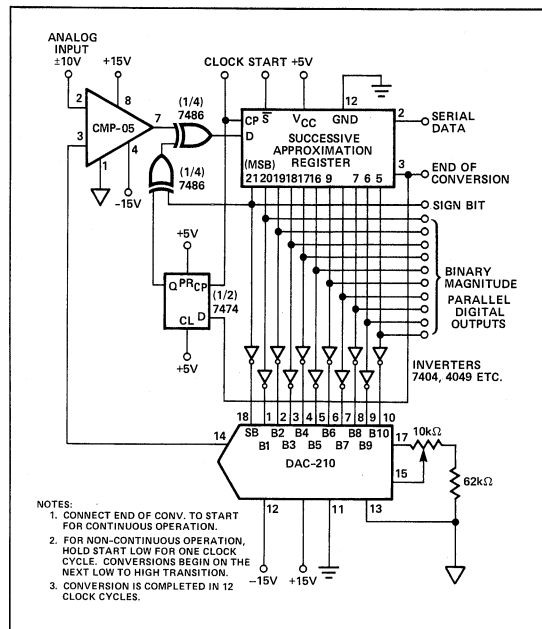 ANALOG
INPUT
±10V
+15V
CLOCK START +5V
2
8
3
7
CMP-05
1
4
-15V
(1/4)
7486
(1/4)
7486
12
CP S̅ VCC GND
D
SUCCESSIVE
APPROXIMATION
REGISTER
(MSB)
21 20 19 18 17 16 9 7 6 5
2
SERIAL
DATA
3
END OF
CONVERSION
SIGN BIT
BINARY
MAGNITUDE
PARALLEL
DIGITAL
OUTPUTS
+5V
Q PR CP
(1/2)
7474
CL D
+5V
INVERTERS
7404, 4049 ETC.
18 1 2 3 4 5 6 7 8 9 10
SB B2 B4 B6 B8 B10
B1 B3 B5 B7 B9
14
DAC-210
17
10kΩ
15
62kΩ
12
11
13
-15V
+15V
NOTES:
1. CONNECT END OF CONV. TO START
FOR CONTINUOUS OPERATION.
2. FOR NON-CONTINUOUS OPERATION,
HOLD START LOW FOR ONE CLOCK
CYCLE. CONVERSIONS BEGIN ON THE
NEXT LOW TO HIGH TRANSITION.
3. CONVERSION IS COMPLETED IN 12
CLOCK CYCLES.